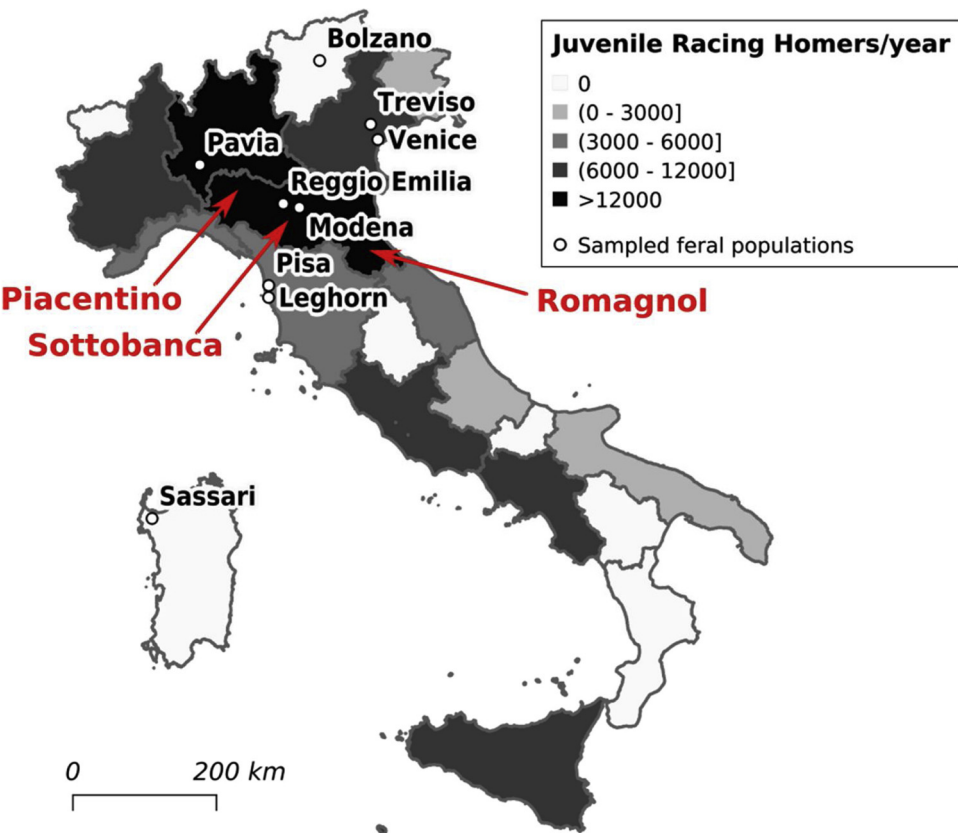 Bolzano
Treviso
Venice
Pavia
Reggio Emilia
Modena
Pisa
Leghorn
Piacentino
Sottobanca
Romagnol
Sassari
0
200 km
Juvenile Racing Homers/year
0
(0 - 3000]
(3000 - 6000]
(6000 - 12000]
>12000
Sampled feral populations